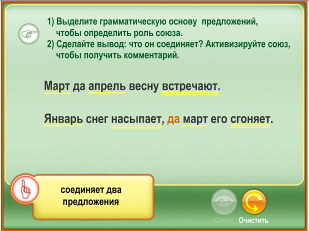 1) Выделите грамматическую основу предложений,
чтобы определить роль союза.
2) Сделайте вывод: что он соединяет? Активизируйте союз,
чтобы получить комментарий.
Март да апрель весну встречают.
Январь снег насыпает, да март его сгоняет.
соединяет два
предложения
Ответ Очистить